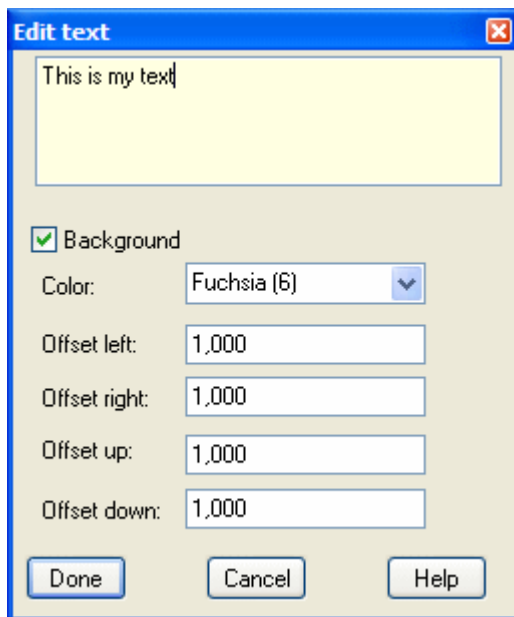 Edit text
This is my text
Background
Color: Fuchsia (6)
Offset left: 1,000
Offset right: 1,000
Offset up: 1,000
Offset down: 1,000
Done Cancel Help